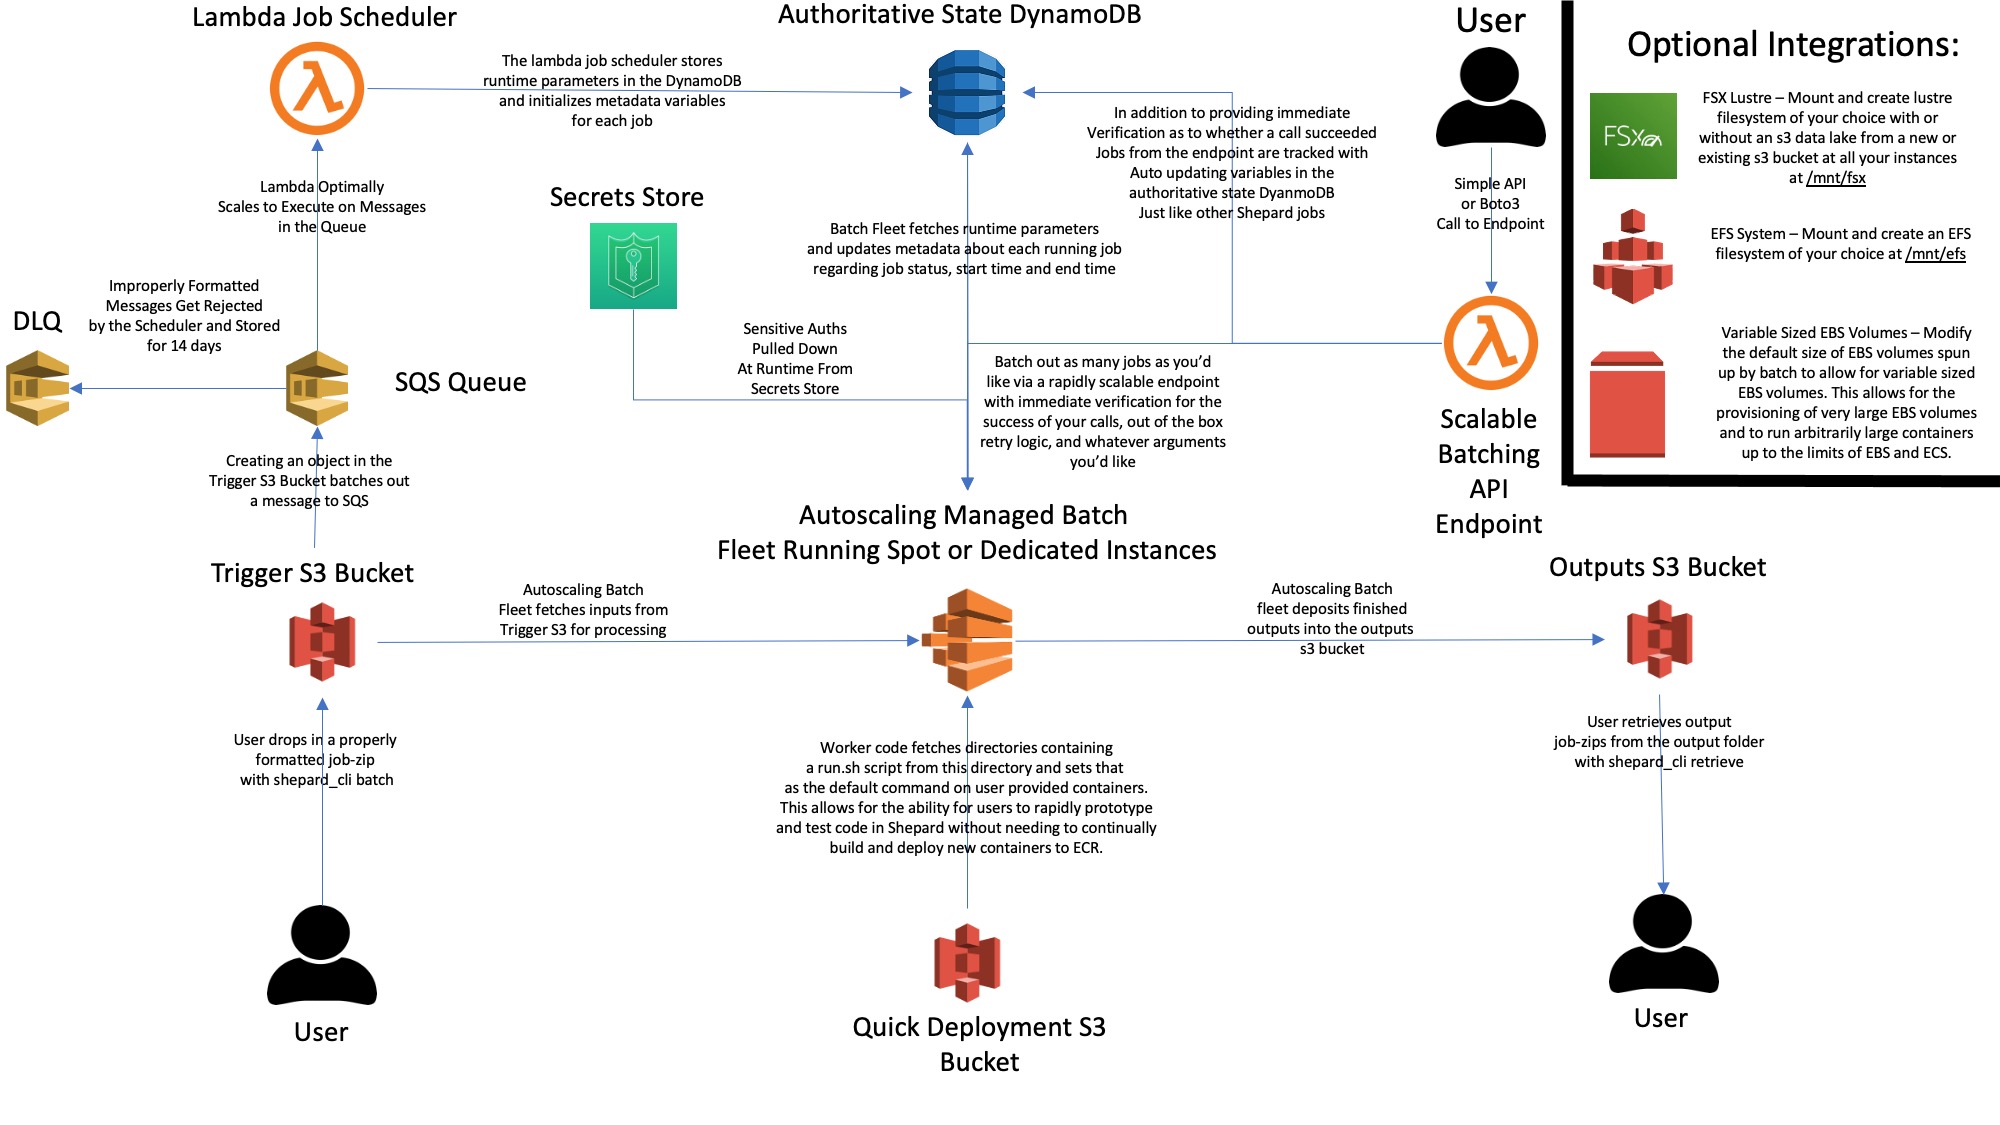 Lambda Job Scheduler
Authoritative State DynamoDB
User
Optional Integrations:
The lambda job scheduler stores
runtime parameters in the DynamoDB
and initializes metadata variables
for each job
In addition to providing immediate
Verification as to whether a call succeeded
Jobs from the endpoint are tracked with
Auto updating variables in the
authoritative state DyanmoDB
Just like other Shepard jobs
Simple API
or Boto3
Call to Endpoint
FSx
FSX Lustre – Mount and create lustre
filesystem of your choice with or
without an s3 data lake from a new or
existing s3 bucket at all your instances
at /mnt/fsx
EFS System – Mount and create an EFS
filesystem of your choice at /mnt/efs
Variable Sized EBS Volumes – Modify
the default size of EBS volumes spun
up by batch to allow for variable sized
EBS volumes. This allows for the
provisioning of very large EBS volumes
and to run arbitrarily large containers
up to the limits of EBS and ECS.
Lambda Optimally
Scales to Execute on Messages
in the Queue
Secrets Store
Batch Fleet fetches runtime parameters
and updates metadata about each running job
regarding job status, start time and end time
DLQ
Improperly Formatted
Messages Get Rejected
by the Scheduler and Stored
for 14 days
SQS Queue
Sensitive Auths
Pulled Down
At Runtime From
Secrets Store
Batch out as many jobs as you'd
like via a rapidly scalable endpoint
with immediate verification for the
success of your calls, out of the box
retry logic, and whatever arguments
you'd like
Scalable
Batching
API
Endpoint
Creating an object in the
Trigger S3 Bucket batches out
a message to SQS
Autoscaling Managed Batch
Fleet Running Spot or Dedicated Instances
Trigger S3 Bucket
Autoscaling Batch
Fleet fetches inputs from
Trigger S3 for processing
Autoscaling Batch
fleet deposits finished
outputs into the outputs
s3 bucket
Outputs S3 Bucket
User drops in a properly
formatted job-zip
with shepard_cli batch
Worker code fetches directories containing
a run.sh script from this directory and sets that
as the default command on user provided containers.
This allows for the ability for users to rapidly prototype
and test code in Shepard without needing to continually
build and deploy new containers to ECR.
User retrieves output
job-zips from the output folder
with shepard_cli retrieve
User
Quick Deployment S3
Bucket
User